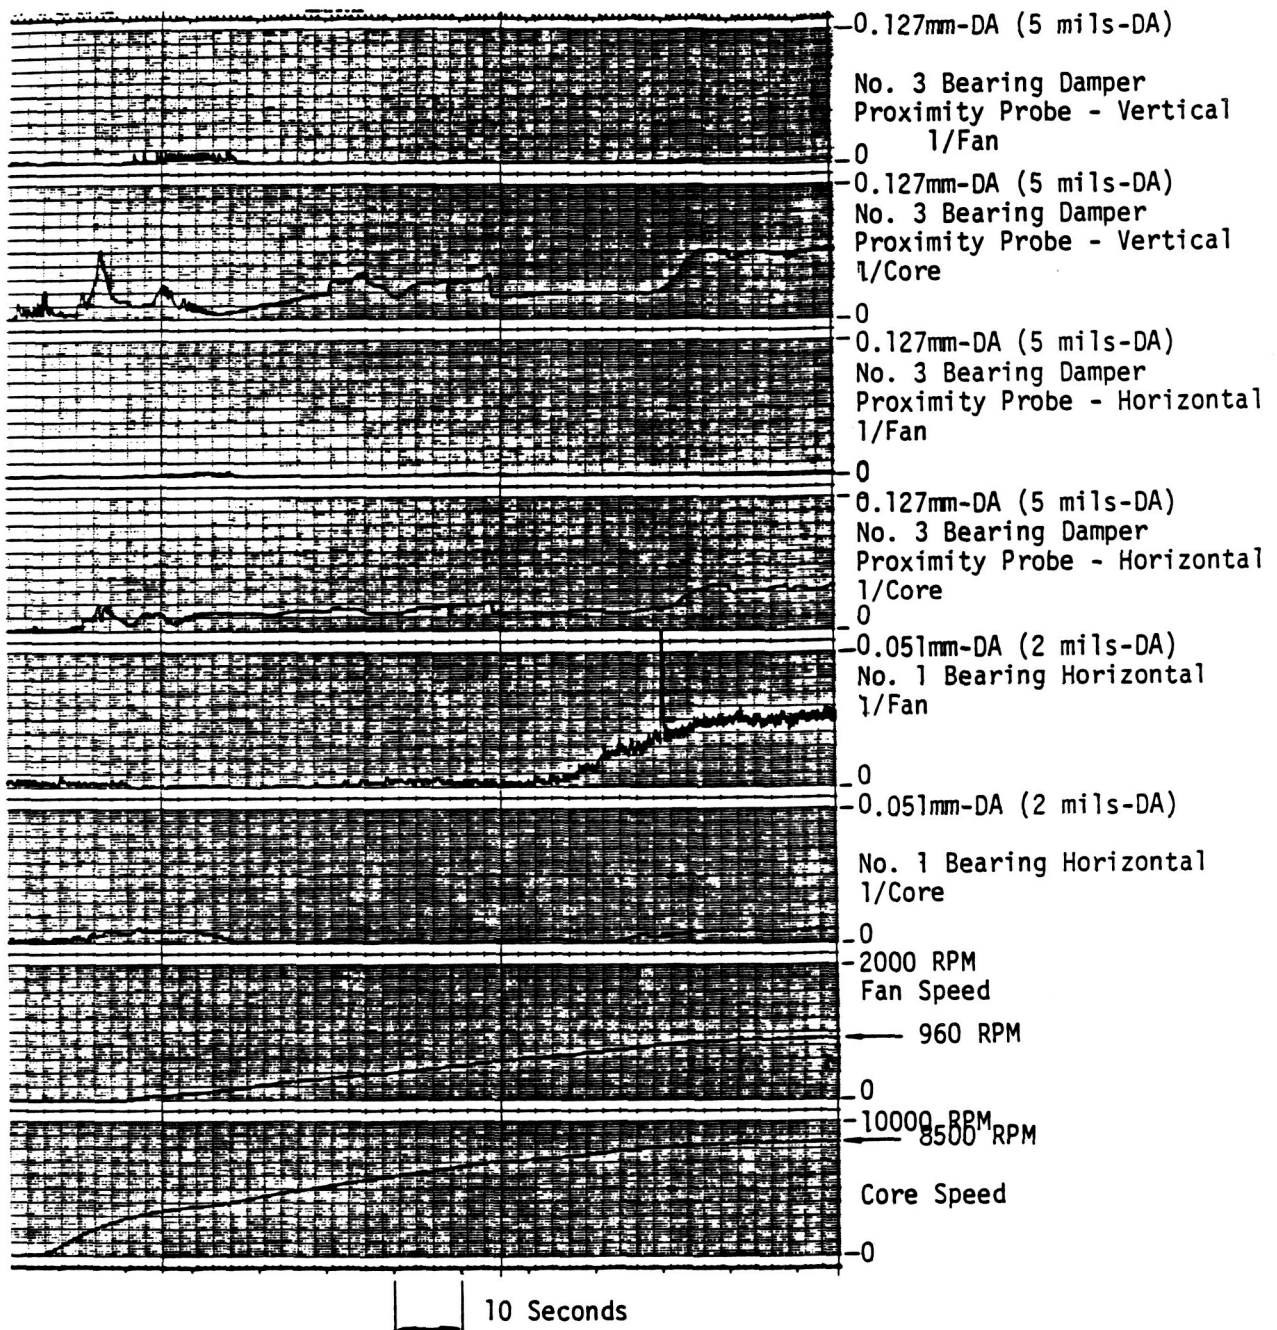 0.127mm-DA (5 mils-DA)
No. 3 Bearing Damper
Proximity Probe - Vertical
1/Fan
0
0.127mm-DA (5 mils-DA)
No. 3 Bearing Damper
Proximity Probe - Vertical
1/Core
0
0.127mm-DA (5 mils-DA)
No. 3 Bearing Damper
Proximity Probe - Horizontal
1/Fan
0
0.127mm-DA (5 mils-DA)
No. 3 Bearing Damper
Proximity Probe - Horizontal
1/Core
0
0.051mm-DA (2 mils-DA)
No. 1 Bearing Horizontal
1/Fan
0
0.051mm-DA (2 mils-DA)
No. 1 Bearing Horizontal
1/Core
0
2000 RPM
Fan Speed
960 RPM
0
10000 RPM
8500 RPM
Core Speed
0
10 Seconds